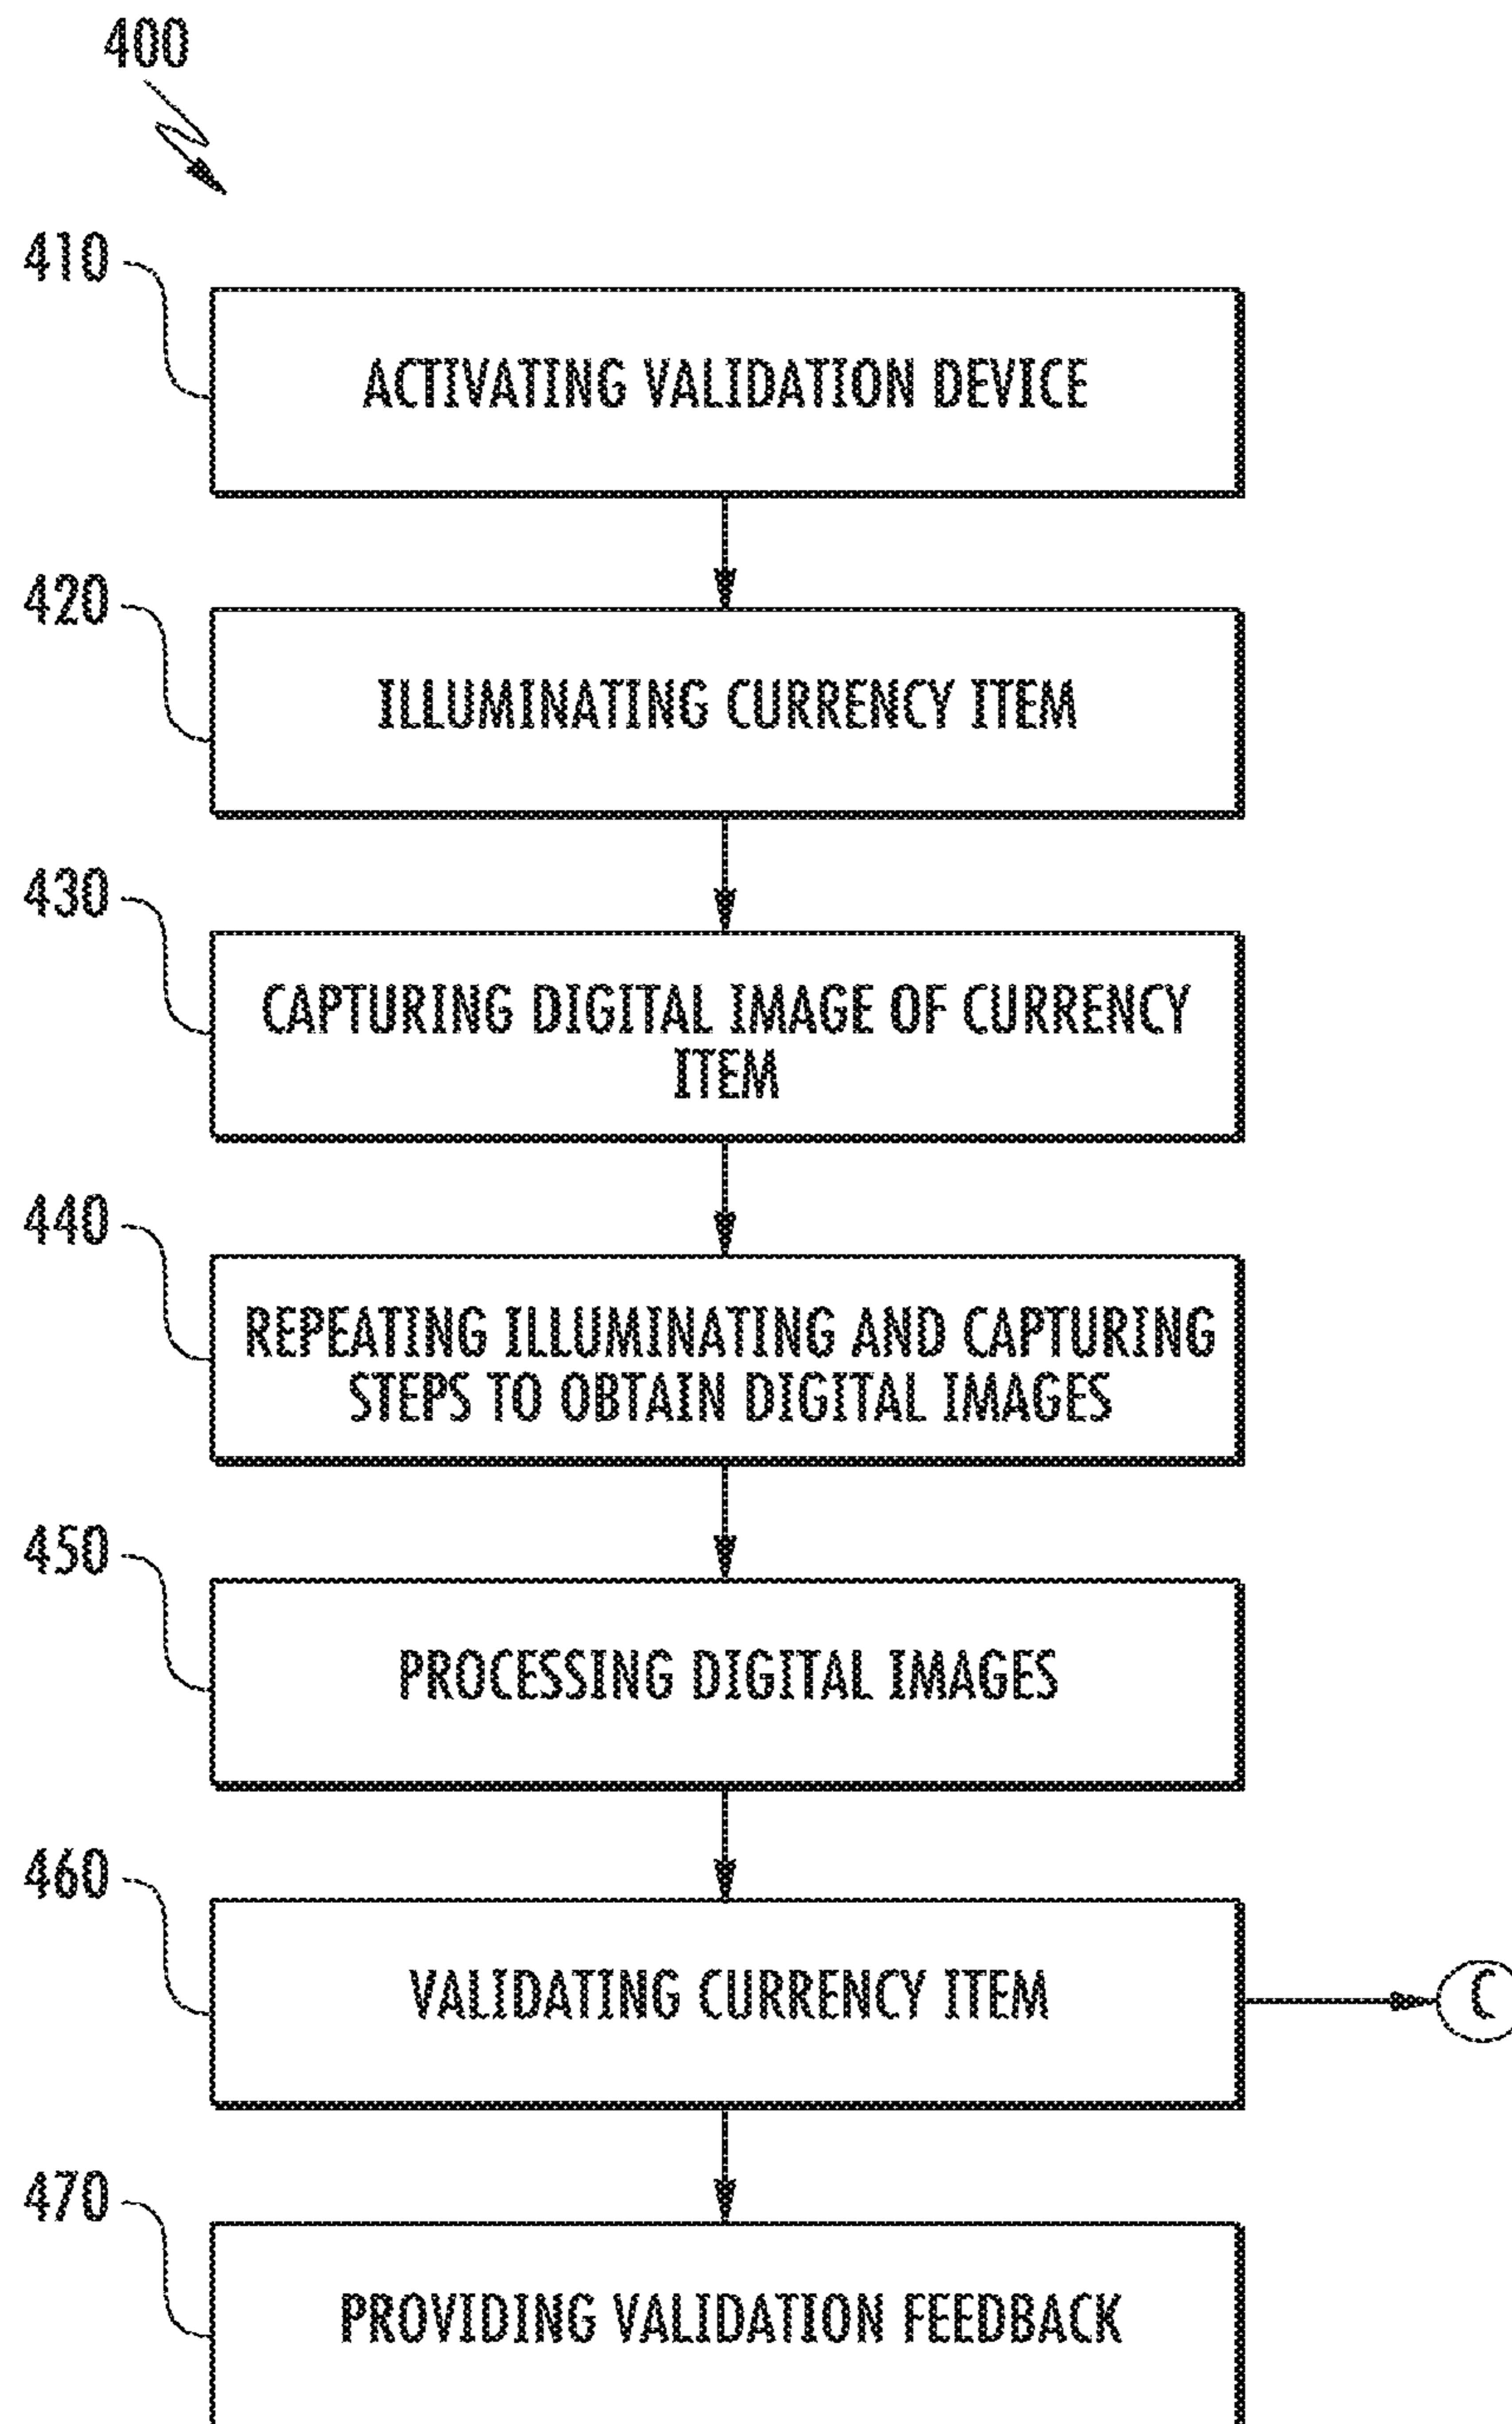 400
410
ACTIVATING VALIDATION DEVICE
420
ILLUMINATING CURRENCY ITEM
430
CAPTURING DIGITAL IMAGE OF CURRENCY
ITEM
440
REPEATING ILLUMINATING AND CAPTURING
STEPS TO OBTAIN DIGITAL IMAGES
450
PROCESSING DIGITAL IMAGES
460
VALIDATING CURRENCY ITEM
C
470
PROVIDING VALIDATION FEEDBACK